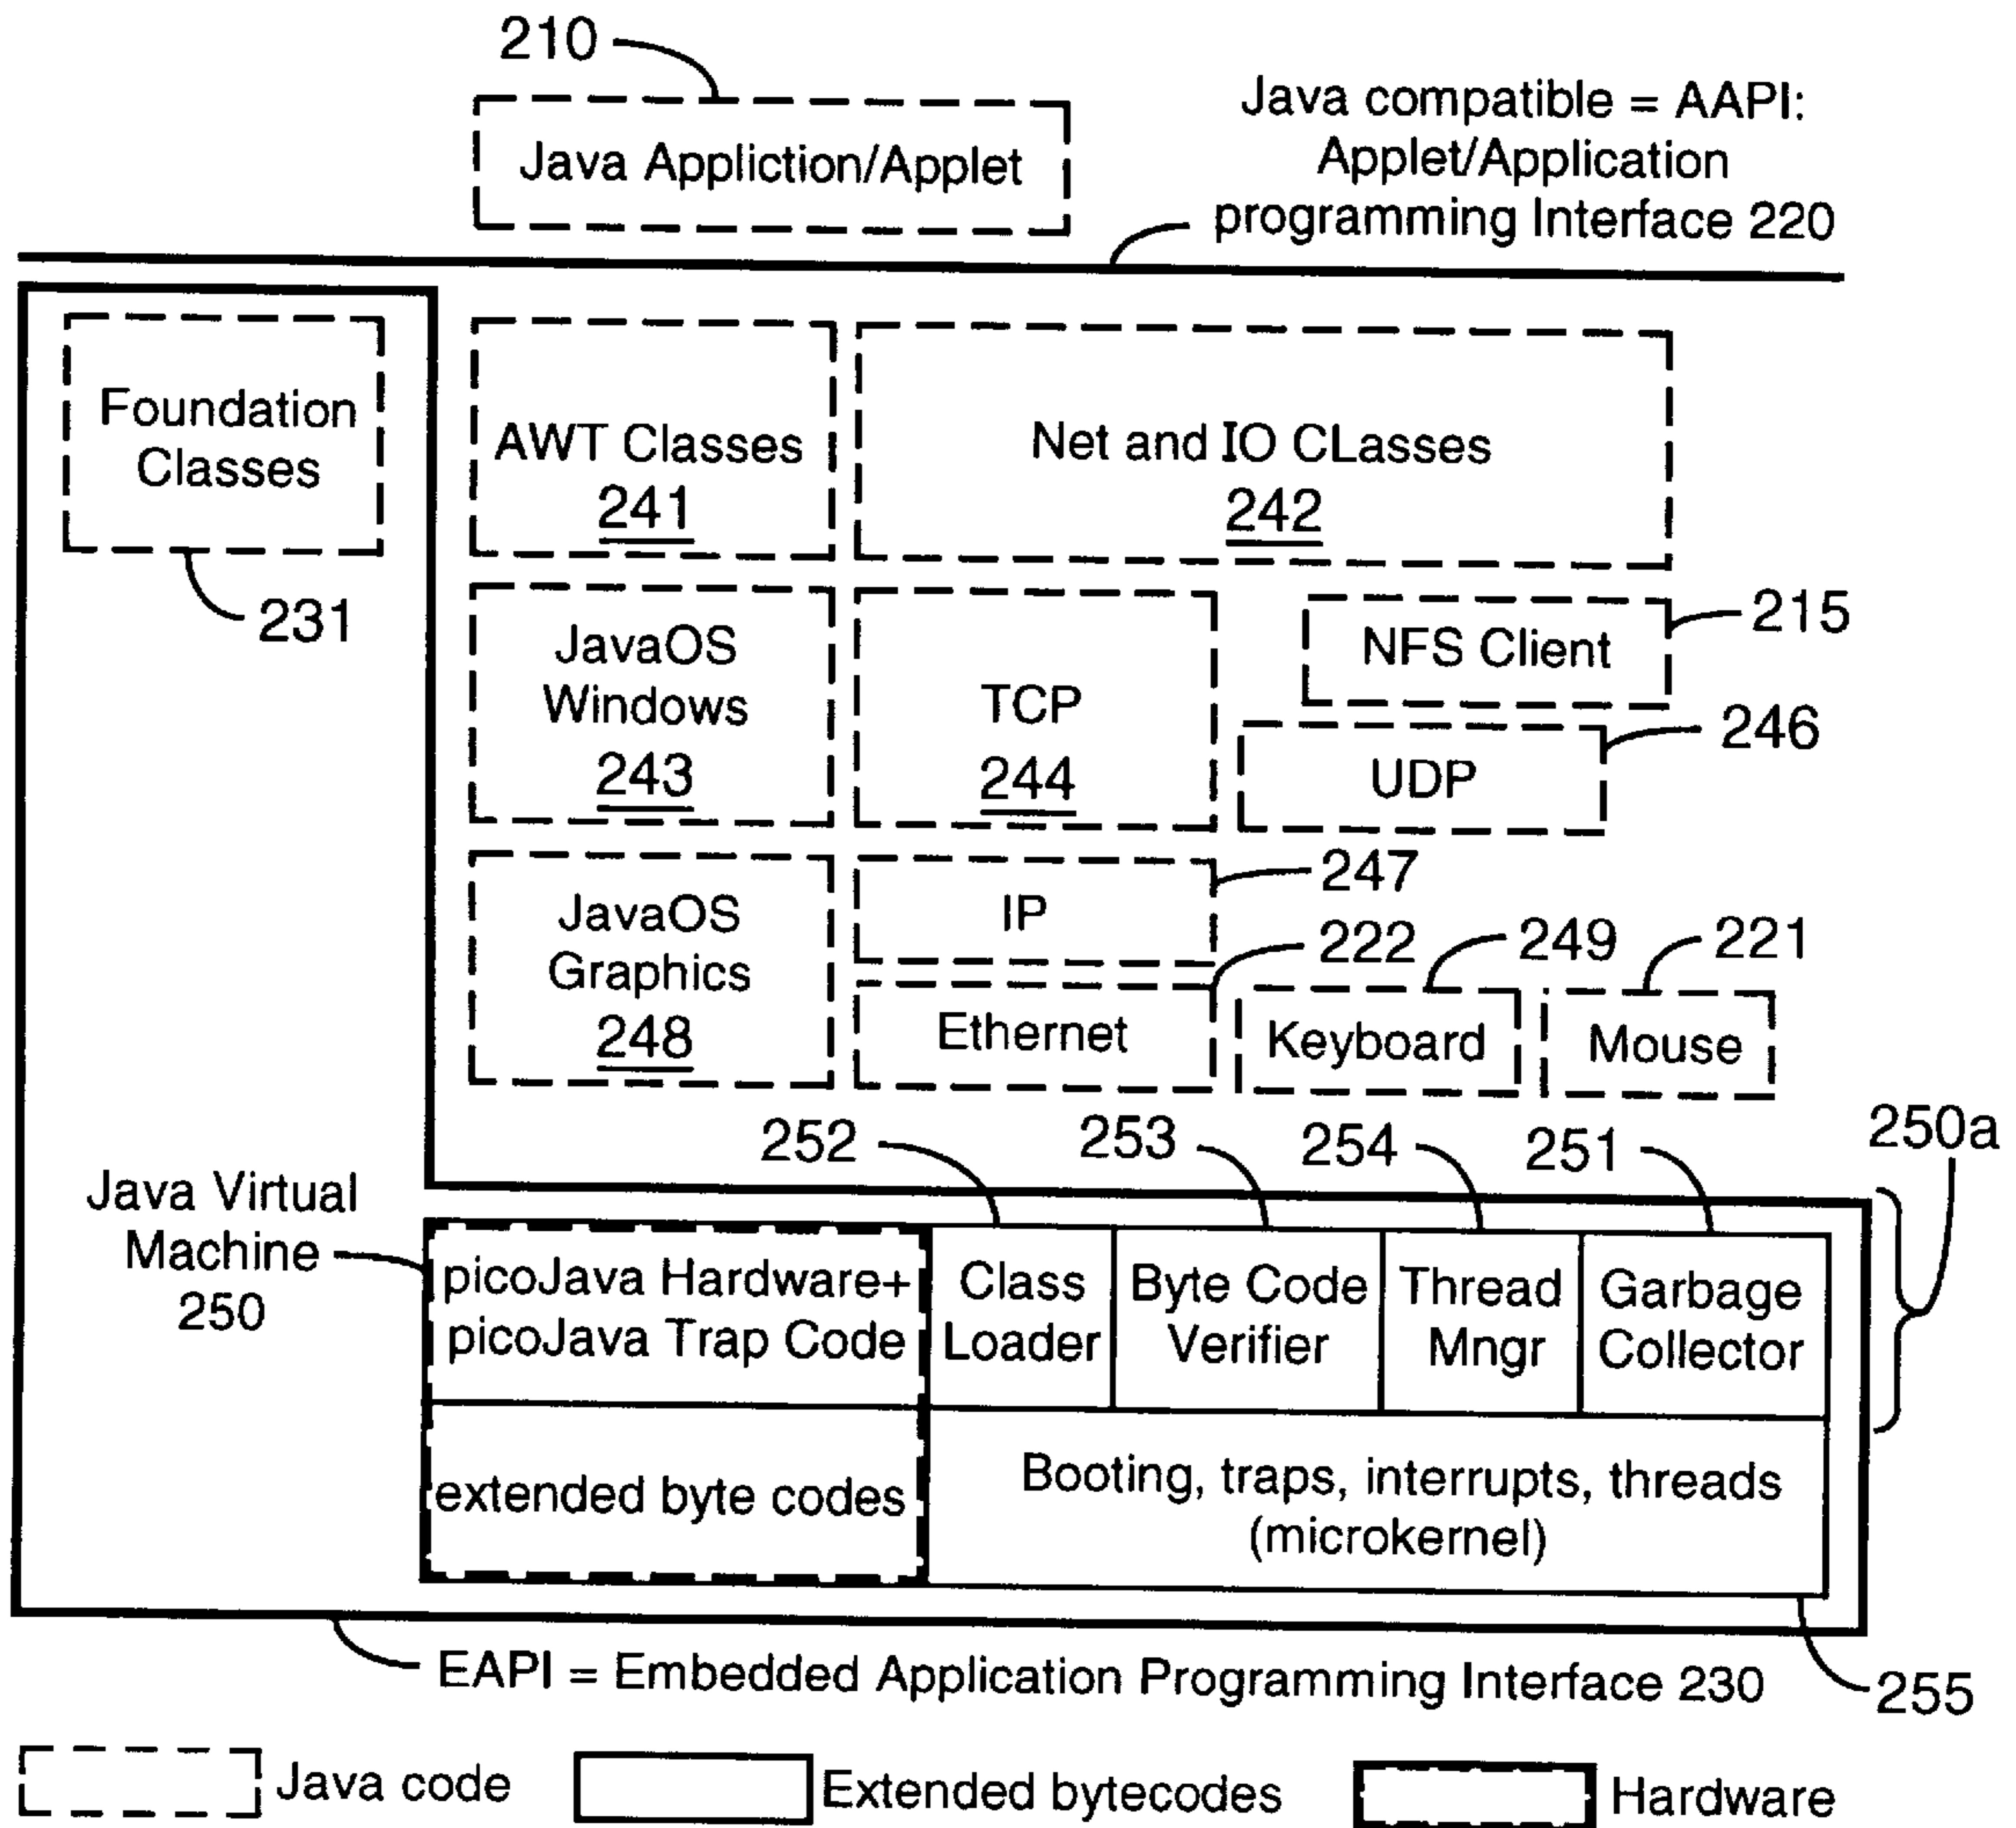 210
Java Appliction/Applet
Java compatible = AAPI:
Applet/Application
programming Interface 220
Foundation
Classes
231
AWT Classes
241
Net and IO CLasses
242
JavaOS
Windows
243
TCP
244
NFS Client
215
UDP
246
JavaOS
Graphics
248
IP
247
Ethernet
222
Keyboard
249
Mouse
221
252
253
254
251
250a
Java Virtual
Machine
250
picoJava Hardware+
picoJava Trap Code
Class
Loader
Byte Code
Verifier
Thread
Mngr
Garbage
Collector
extended byte codes
Booting, traps, interrupts, threads
(microkernel)
EAPI = Embedded Application Programming Interface 230
255
Java code
Extended bytecodes
Hardware